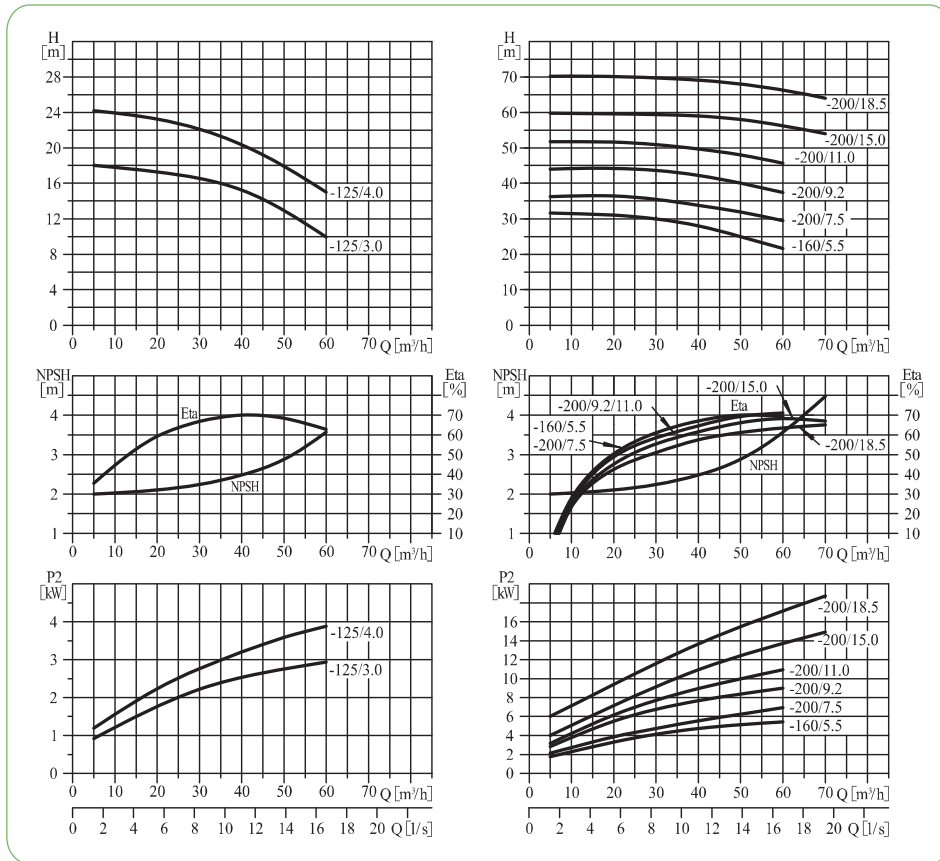 H
[m]
28
24
20
16
12
8
4
0
-125/4.0
-125/3.0
0 10 20 30 40 50 60 70 Q [m³/h]
H
[m]
70
60
50
40
30
20
10
0
-200/18.5
-200/15.0
-200/11.0
-200/9.2
-200/7.5
-160/5.5
0 10 20 30 40 50 60 70 Q [m³/h]
NPSH
[m]
4
3
2
1
Eta
NPSH
Eta
[%]
70
60
50
40
30
20
10
0 10 20 30 40 50 60 Q [m³/h]
NPSH
[m]
4
3
2
1
-200/15.0
-200/9.2/11.0
Eta
-160/5.5
-200/7.5
-200/18.5
NPSH
Eta
[%]
70
60
50
40
30
20
10
0 10 20 30 40 50 60 70 Q [m³/h]
P2
[kW]
4
3
2
1
0
-125/4.0
-125/3.0
0 10 20 30 40 50 60 70 Q [m³/h]
0 2 4 6 8 10 12 14 16 18 20 Q [l/s]
P2
[kW]
16
14
12
10
8
6
4
2
0
-200/18.5
-200/15.0
-200/11.0
-200/9.2
-200/7.5
-160/5.5
0 10 20 30 40 50 60 70 Q [m³/h]
0 2 4 6 8 10 12 14 16 18 20 Q [l/s]